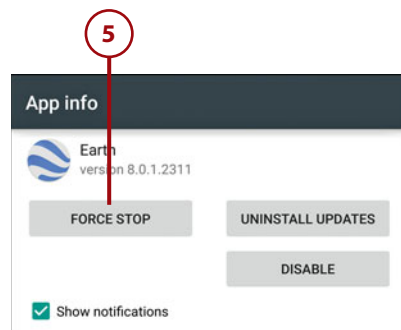 5
App info
Earth
version 8.0.1.2311
FORCE STOP UNINSTALL UPDATES
DISABLE
Show notifications